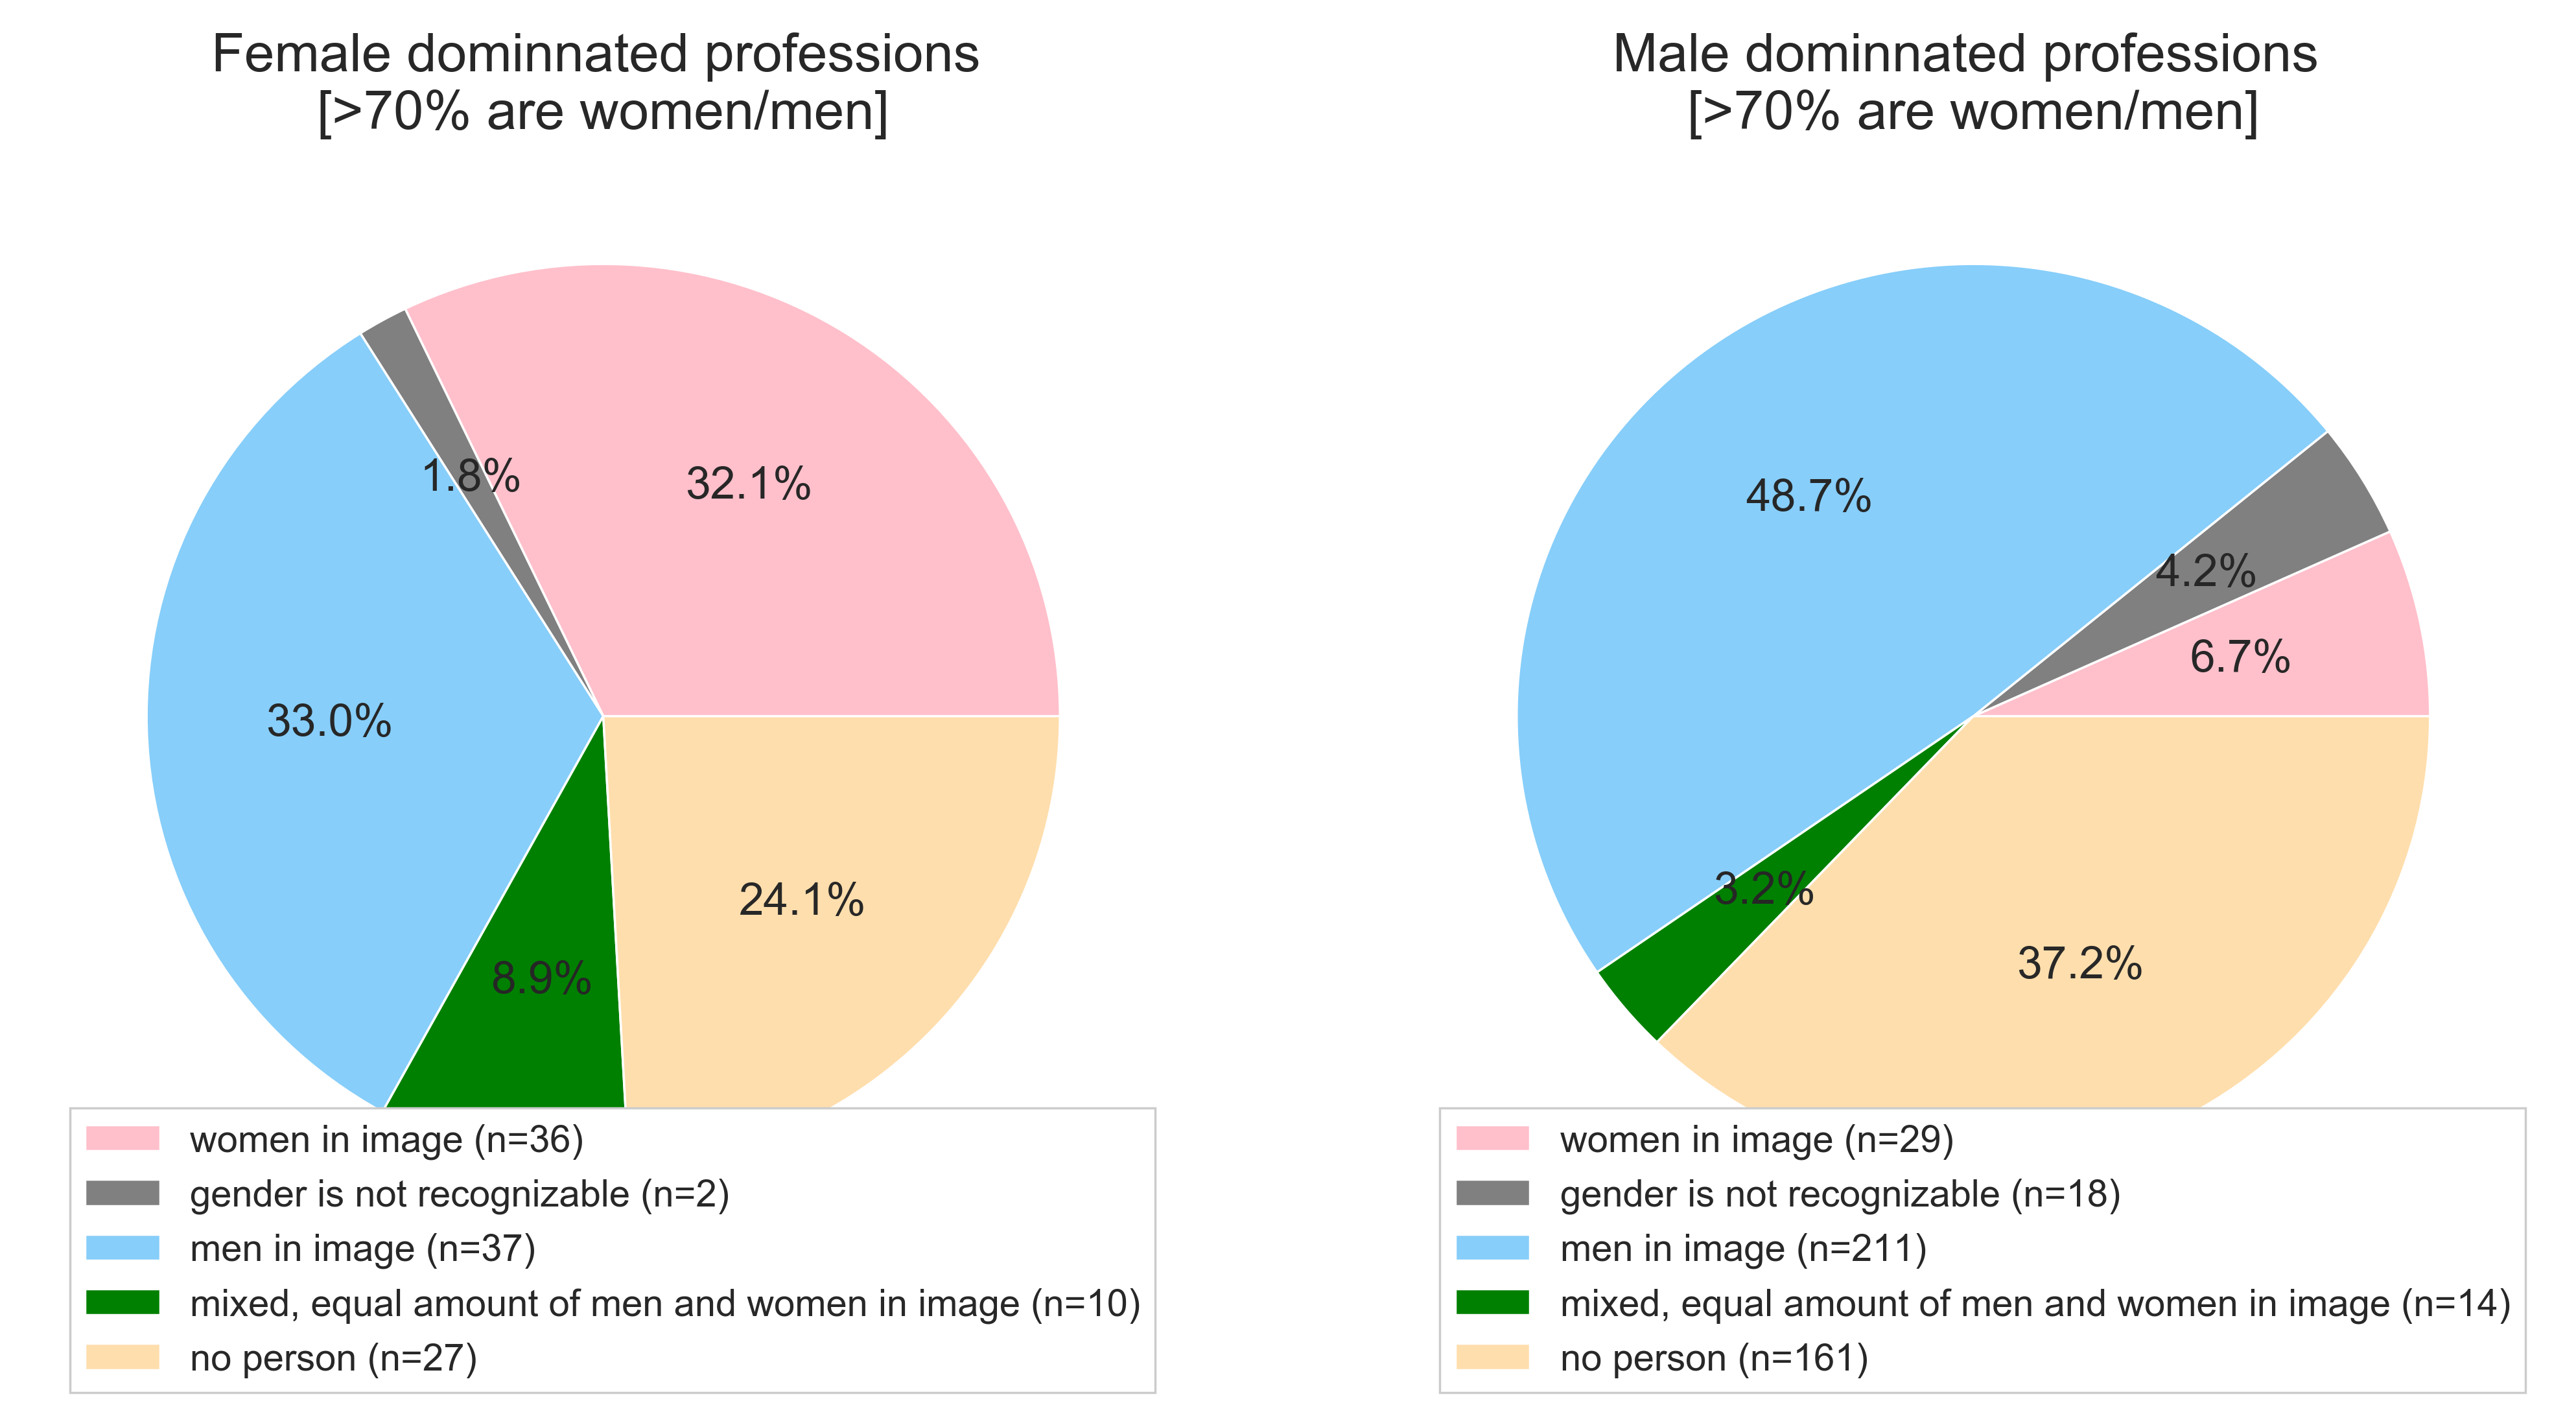 Female dominnated professions
[>70% are women/men]
32.1%
1.8%
33.0%
8.9%
24.1%
women in image (n=36)
gender is not recognizable (n=2)
men in image (n=37)
mixed, equal amount of men and women in image (n=10)
no person (n=27)
Male dominnated professions
[>70% are women/men]
48.7%
4.2%
6.7%
3.2%
37.2%
women in image (n=29)
gender is not recognizable (n=18)
men in image (n=211)
mixed, equal amount of men and women in image (n=14)
no person (n=161)